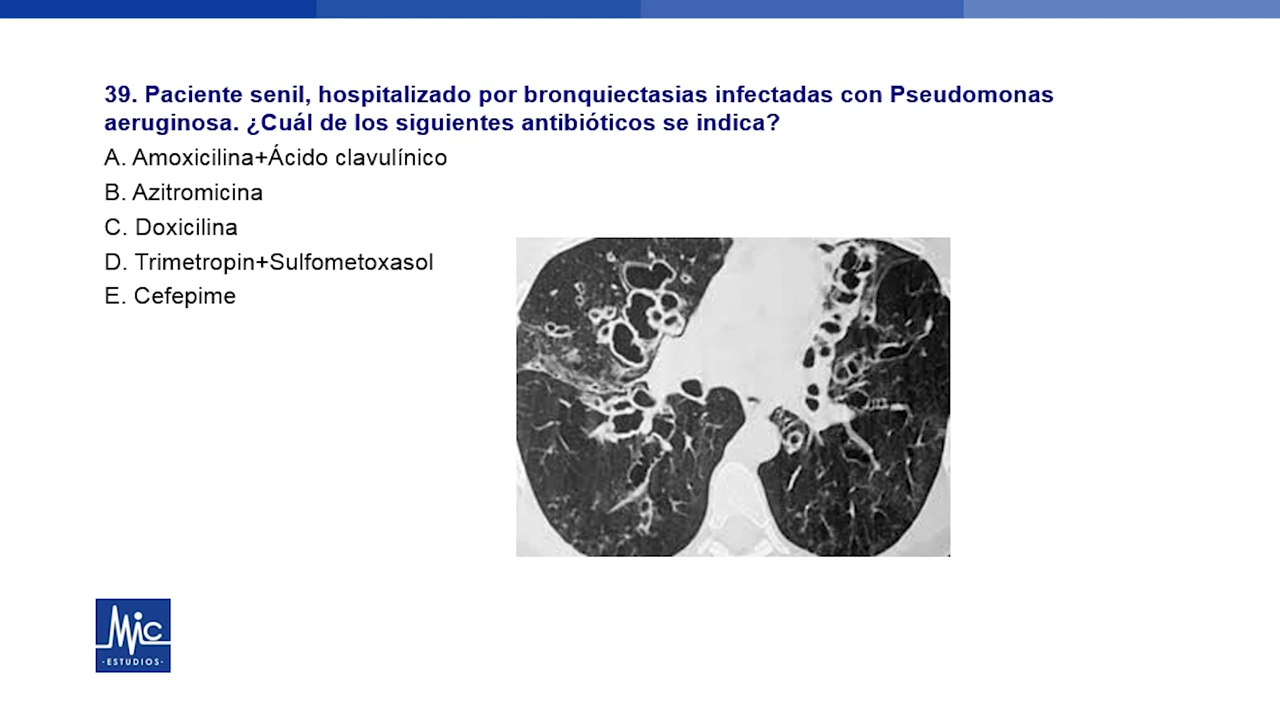 39. Paciente senil, hospitalizado por bronquiectasias infectadas con Pseudomonas
aeruginosa. ¿Cuál de los siguientes antibióticos se indica?
A. Amoxicilina+Ácido clavulínico
B. Azitromicina
C. Doxicilina
D. Trimetropin+Sulfometoxasol
E. Cefepime
Mic
·ESTUDIOS·